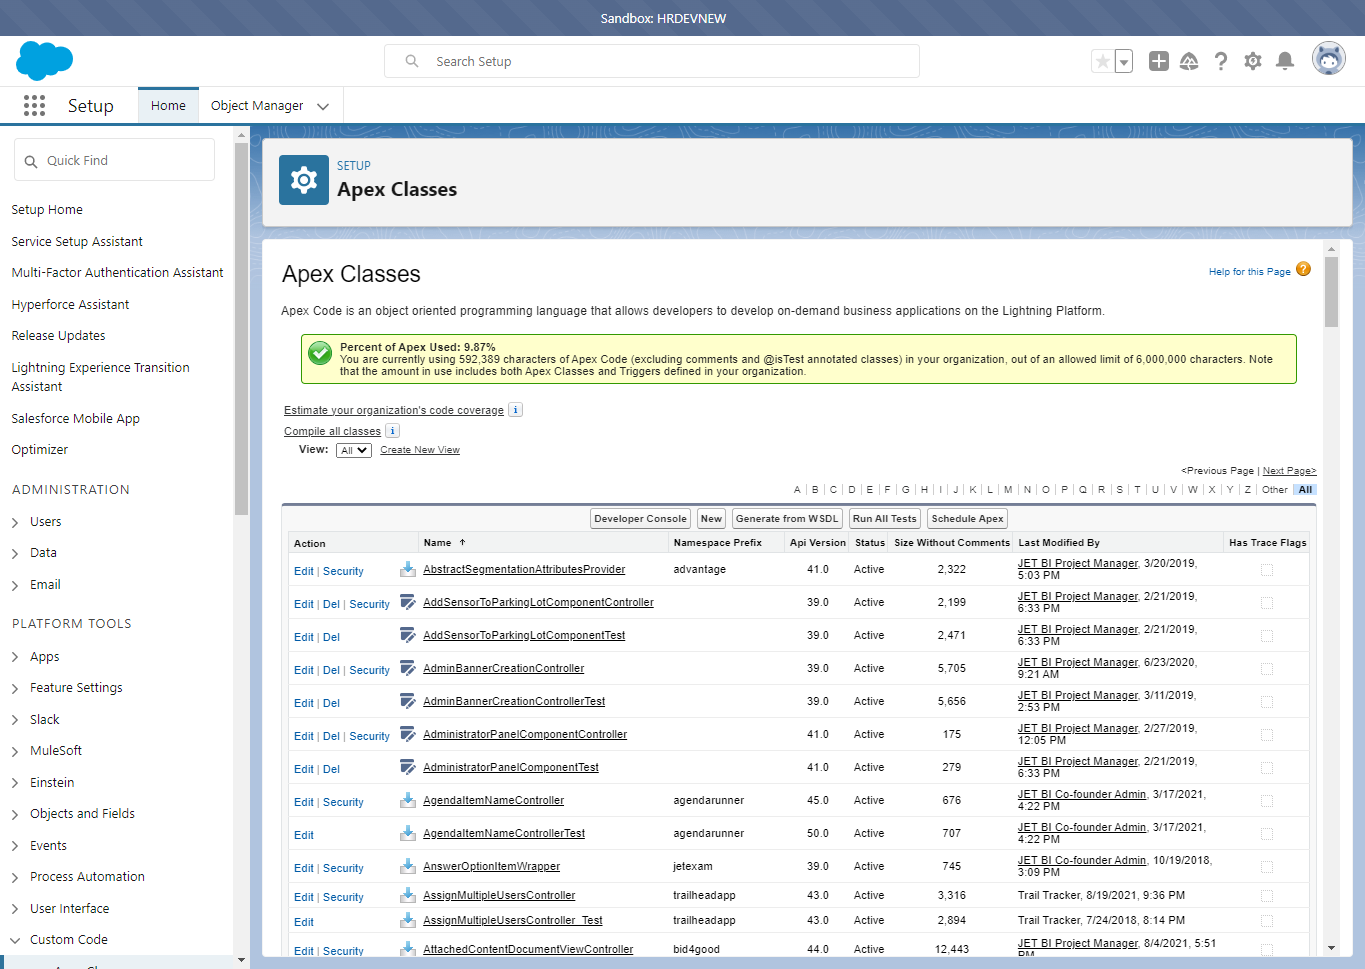 Sandbox: HRDEVNEW
Search Setup
Setup
Home
Object Manager
Quick Find
Setup Home
Service Setup Assistant
Multi-Factor Authentication Assistant
Hyperforce Assistant
Release Updates
Lightning Experience Transition
Assistant
Salesforce Mobile App
Optimizer
ADMINISTRATION
Users
Data
Email
PLATFORM TOOLS
Apps
Feature Settings
Slack
MuleSoft
Einstein
Objects and Fields
Events
Process Automation
User Interface
Custom Code
SETUP
Apex Classes
Apex Classes
Help for this Page ?
Apex Code is an object oriented programming language that allows developers to develop on-demand business applications on the Lightning Platform.
Percent of Apex Used: 9.87%
You are currently using 592,389 characters of Apex Code (excluding comments and @isTest annotated classes) in your organization, out of an allowed limit of 6,000,000 characters. Note
that the amount in use includes both Apex Classes and Triggers defined in your organization.
Estimate your organization's code coverage i
Compile all classes i
View: All Create New View
<Previous Page | Next Page>
A | B | C | D | E | F | G | H | I | J | K | L | M | N | O | P | Q | R | S | T | U | V | W | X | Y | Z | Other All
Developer Console New Generate from WSDL Run All Tests Schedule Apex
Action Name ↑ Namespace Prefix Api Version Status Size Without Comments Last Modified By Has Trace Flags
Edit | Security AbstractSegmentationAttributesProvider advantage 41.0 Active 2,322 JET BI Project Manager, 3/20/2019,
5:03 PM
Edit | Del | Security AddSensorToParkingLotComponentController 39.0 Active 2,199 JET BI Project Manager, 2/21/2019,
6:33 PM
Edit | Del AddSensorToParkingLotComponentTest 39.0 Active 2,471 JET BI Project Manager, 2/21/2019,
6:33 PM
Edit | Del | Security AdminBannerCreationController 39.0 Active 5,705 JET BI Project Manager, 6/23/2020,
9:21 AM
Edit | Del AdminBannerCreationControllerTest 39.0 Active 5,656 JET BI Project Manager, 3/11/2019,
2:53 PM
Edit | Del | Security AdministratorPanelComponentController 41.0 Active 175 JET BI Project Manager, 2/27/2019,
12:05 PM
Edit | Del AdministratorPanelComponentTest 41.0 Active 279 JET BI Project Manager, 2/21/2019,
6:33 PM
Edit | Security AgendaItemNameController agendarunner 45.0 Active 676 JET BI Co-founder Admin, 3/17/2021,
4:22 PM
Edit AgendaItemNameControllerTest agendarunner 50.0 Active 707 JET BI Co-founder Admin, 3/17/2021,
4:22 PM
Edit | Security AnswerOptionItemWrapper jetexam 39.0 Active 745 JET BI Co-founder Admin, 10/19/2018,
3:09 PM
Edit | Security AssignMultipleUsersController trailheadapp 43.0 Active 3,316 Trail Tracker, 8/19/2021, 9:36 PM
Edit AssignMultipleUsersController_Test trailheadapp 43.0 Active 2,894 Trail Tracker, 7/24/2018, 8:14 PM
Edit | Security AttachedContentDocumentViewController bid4good 44.0 Active 12,443 JET BI Project Manager, 8/4/2021, 5:51
PM